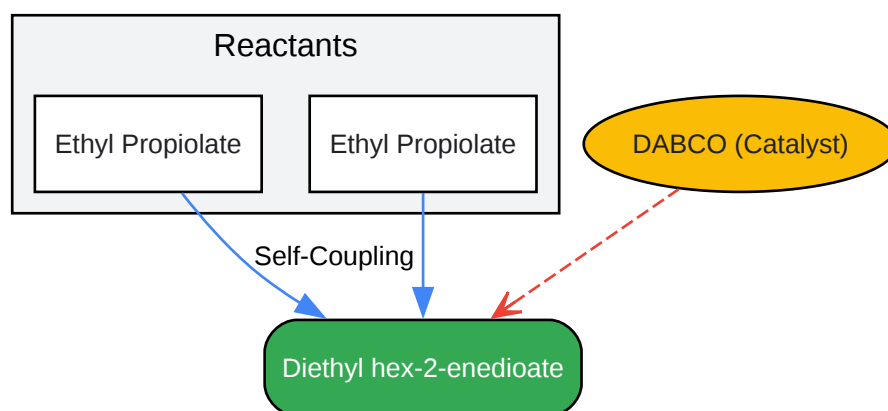 Reactants
Ethyl Propiolate
Ethyl Propiolate
DABCO (Catalyst)
Self-Coupling
Diethyl hex-2-enedioate